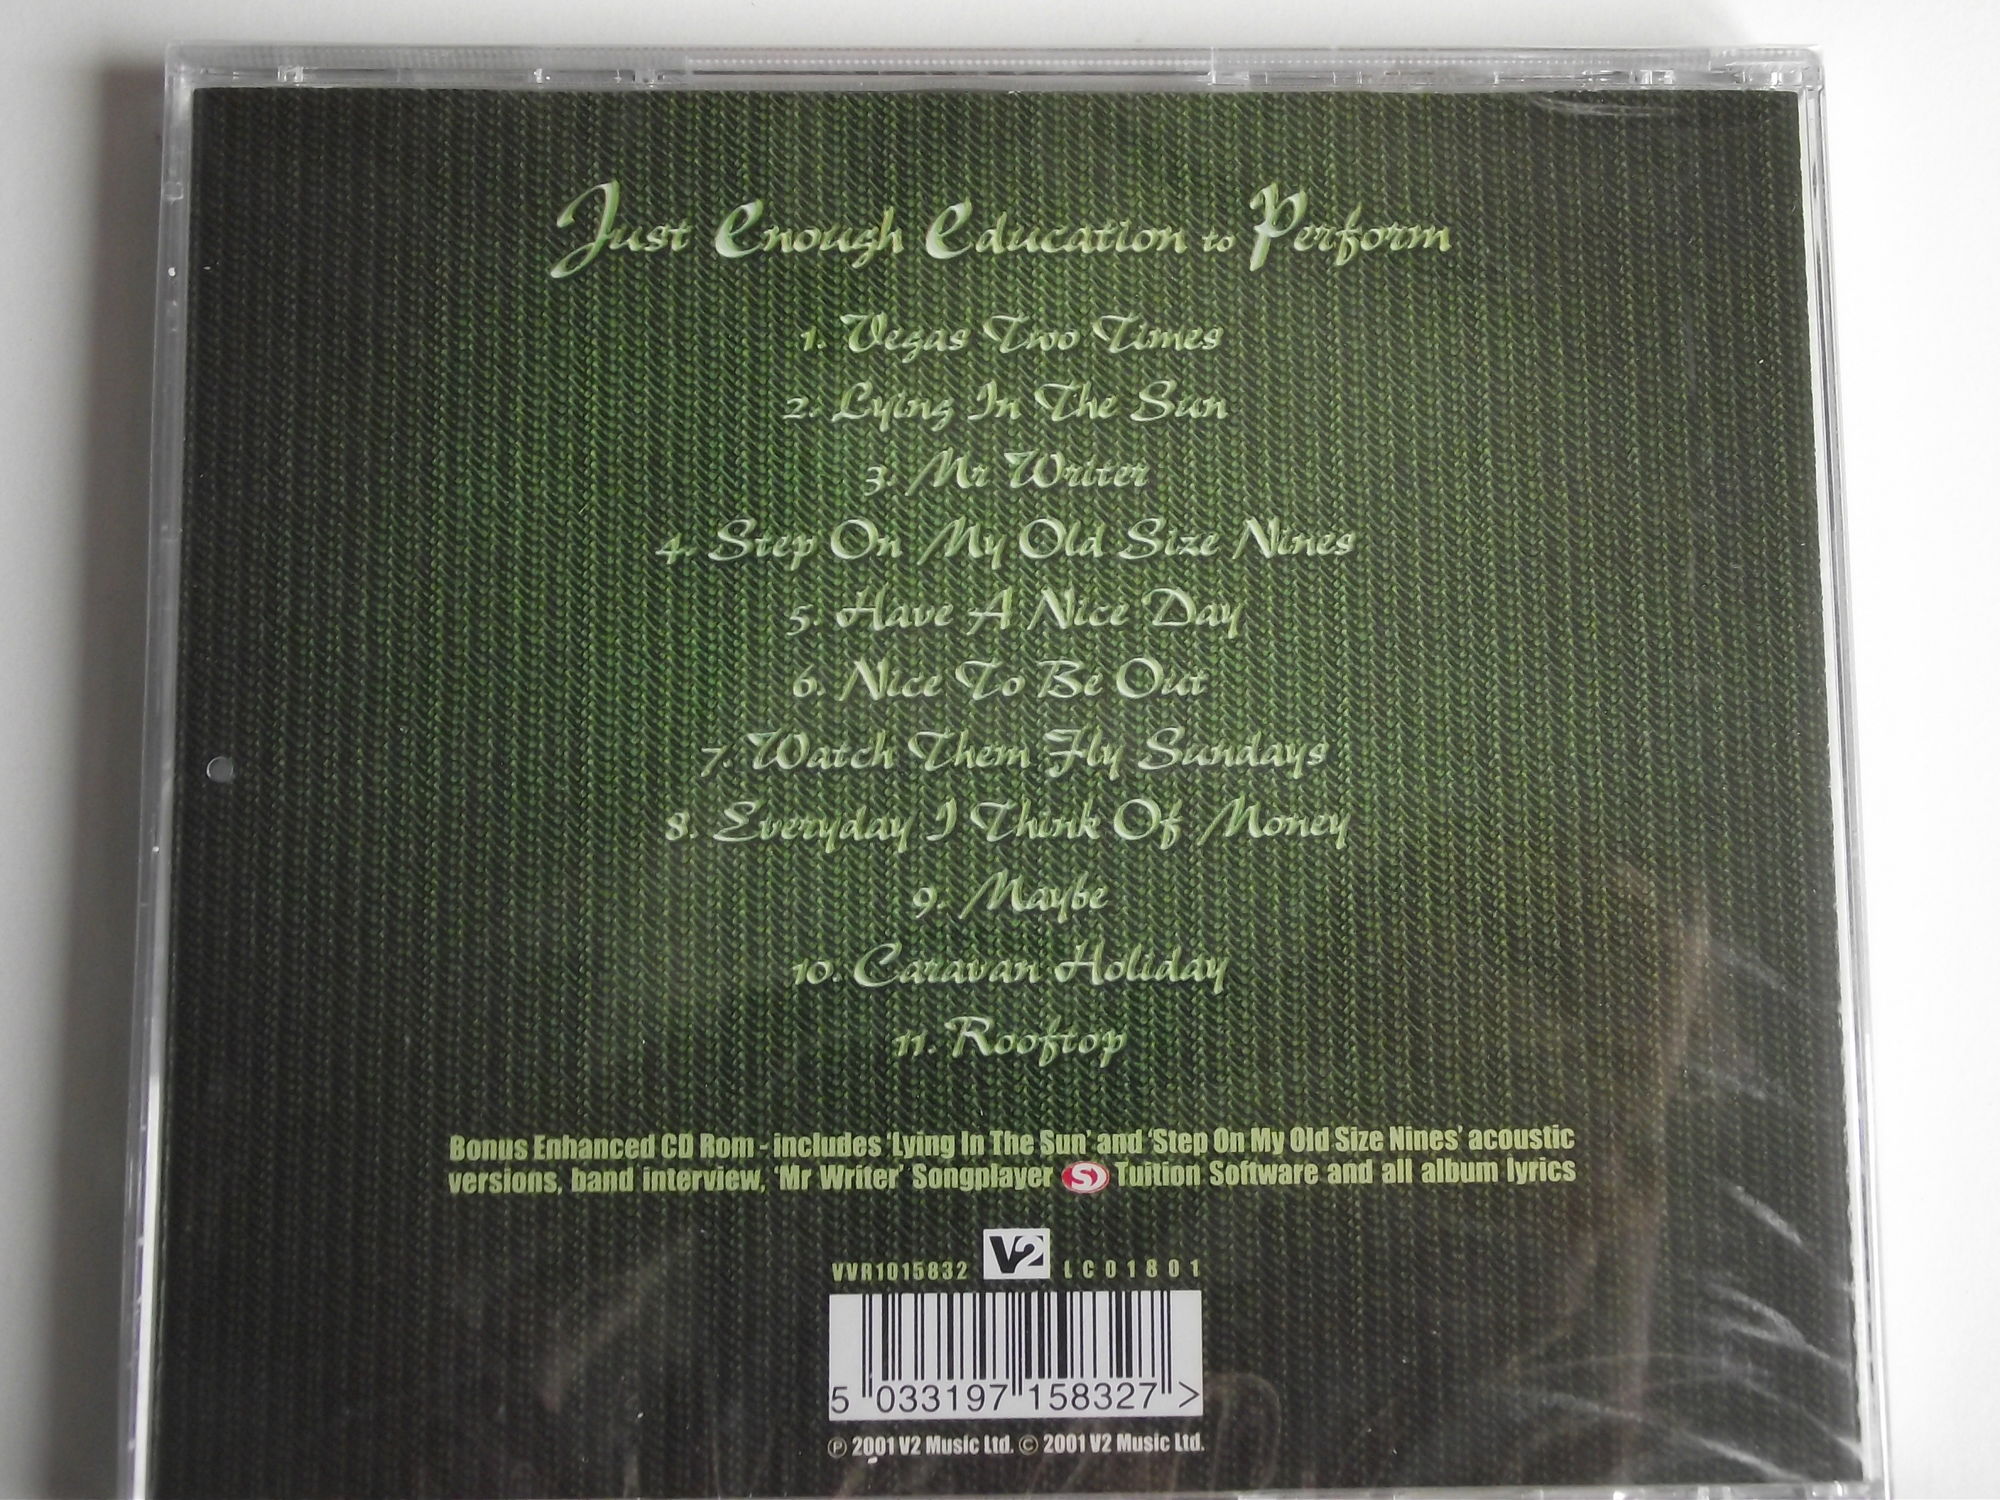 Just Enough Education to Perform
1. Vegas Two Times
2. Lying In The Sun
3. Mr Writer
4. Step On My Old Size Nines
5. Have A Nice Day
6. Nice To Be Out
7. Watch Them Fly Sundays
8. Everyday I Think Of Money
9. Maybe
10. Caravan Holiday
11. Rooftop
Bonus Enhanced CD Rom - includes 'Lying In The Sun' and 'Step On My Old Size Nines' acoustic
versions, band interview, 'Mr Writer' Songplayer S Tuition Software and all album lyrics
VVR1015832 V2 LC01801
5 033197 158327 >
℗ 2001 V2 Music Ltd. © 2001 V2 Music Ltd.